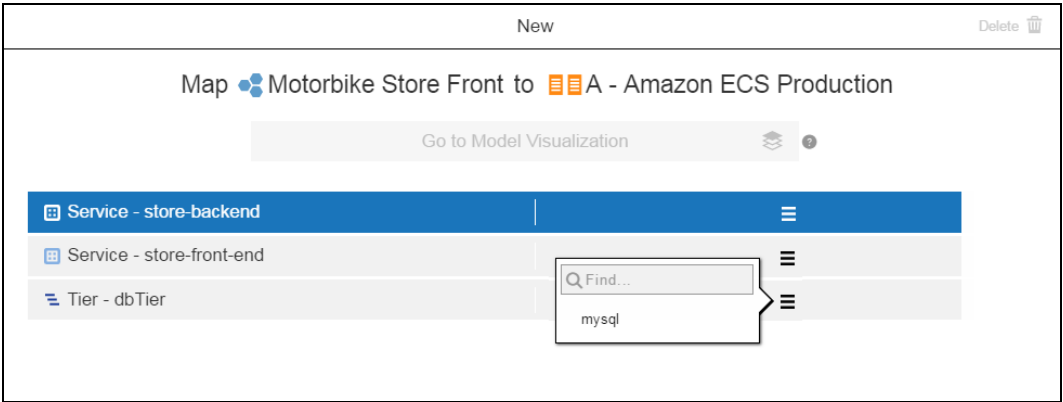 New
Delete
Map Motorbike Store Front to A - Amazon ECS Production
Go to Model Visualization ?
Service - store-backend
Service - store-front-end
Find...
Tier - dbTier
mysql